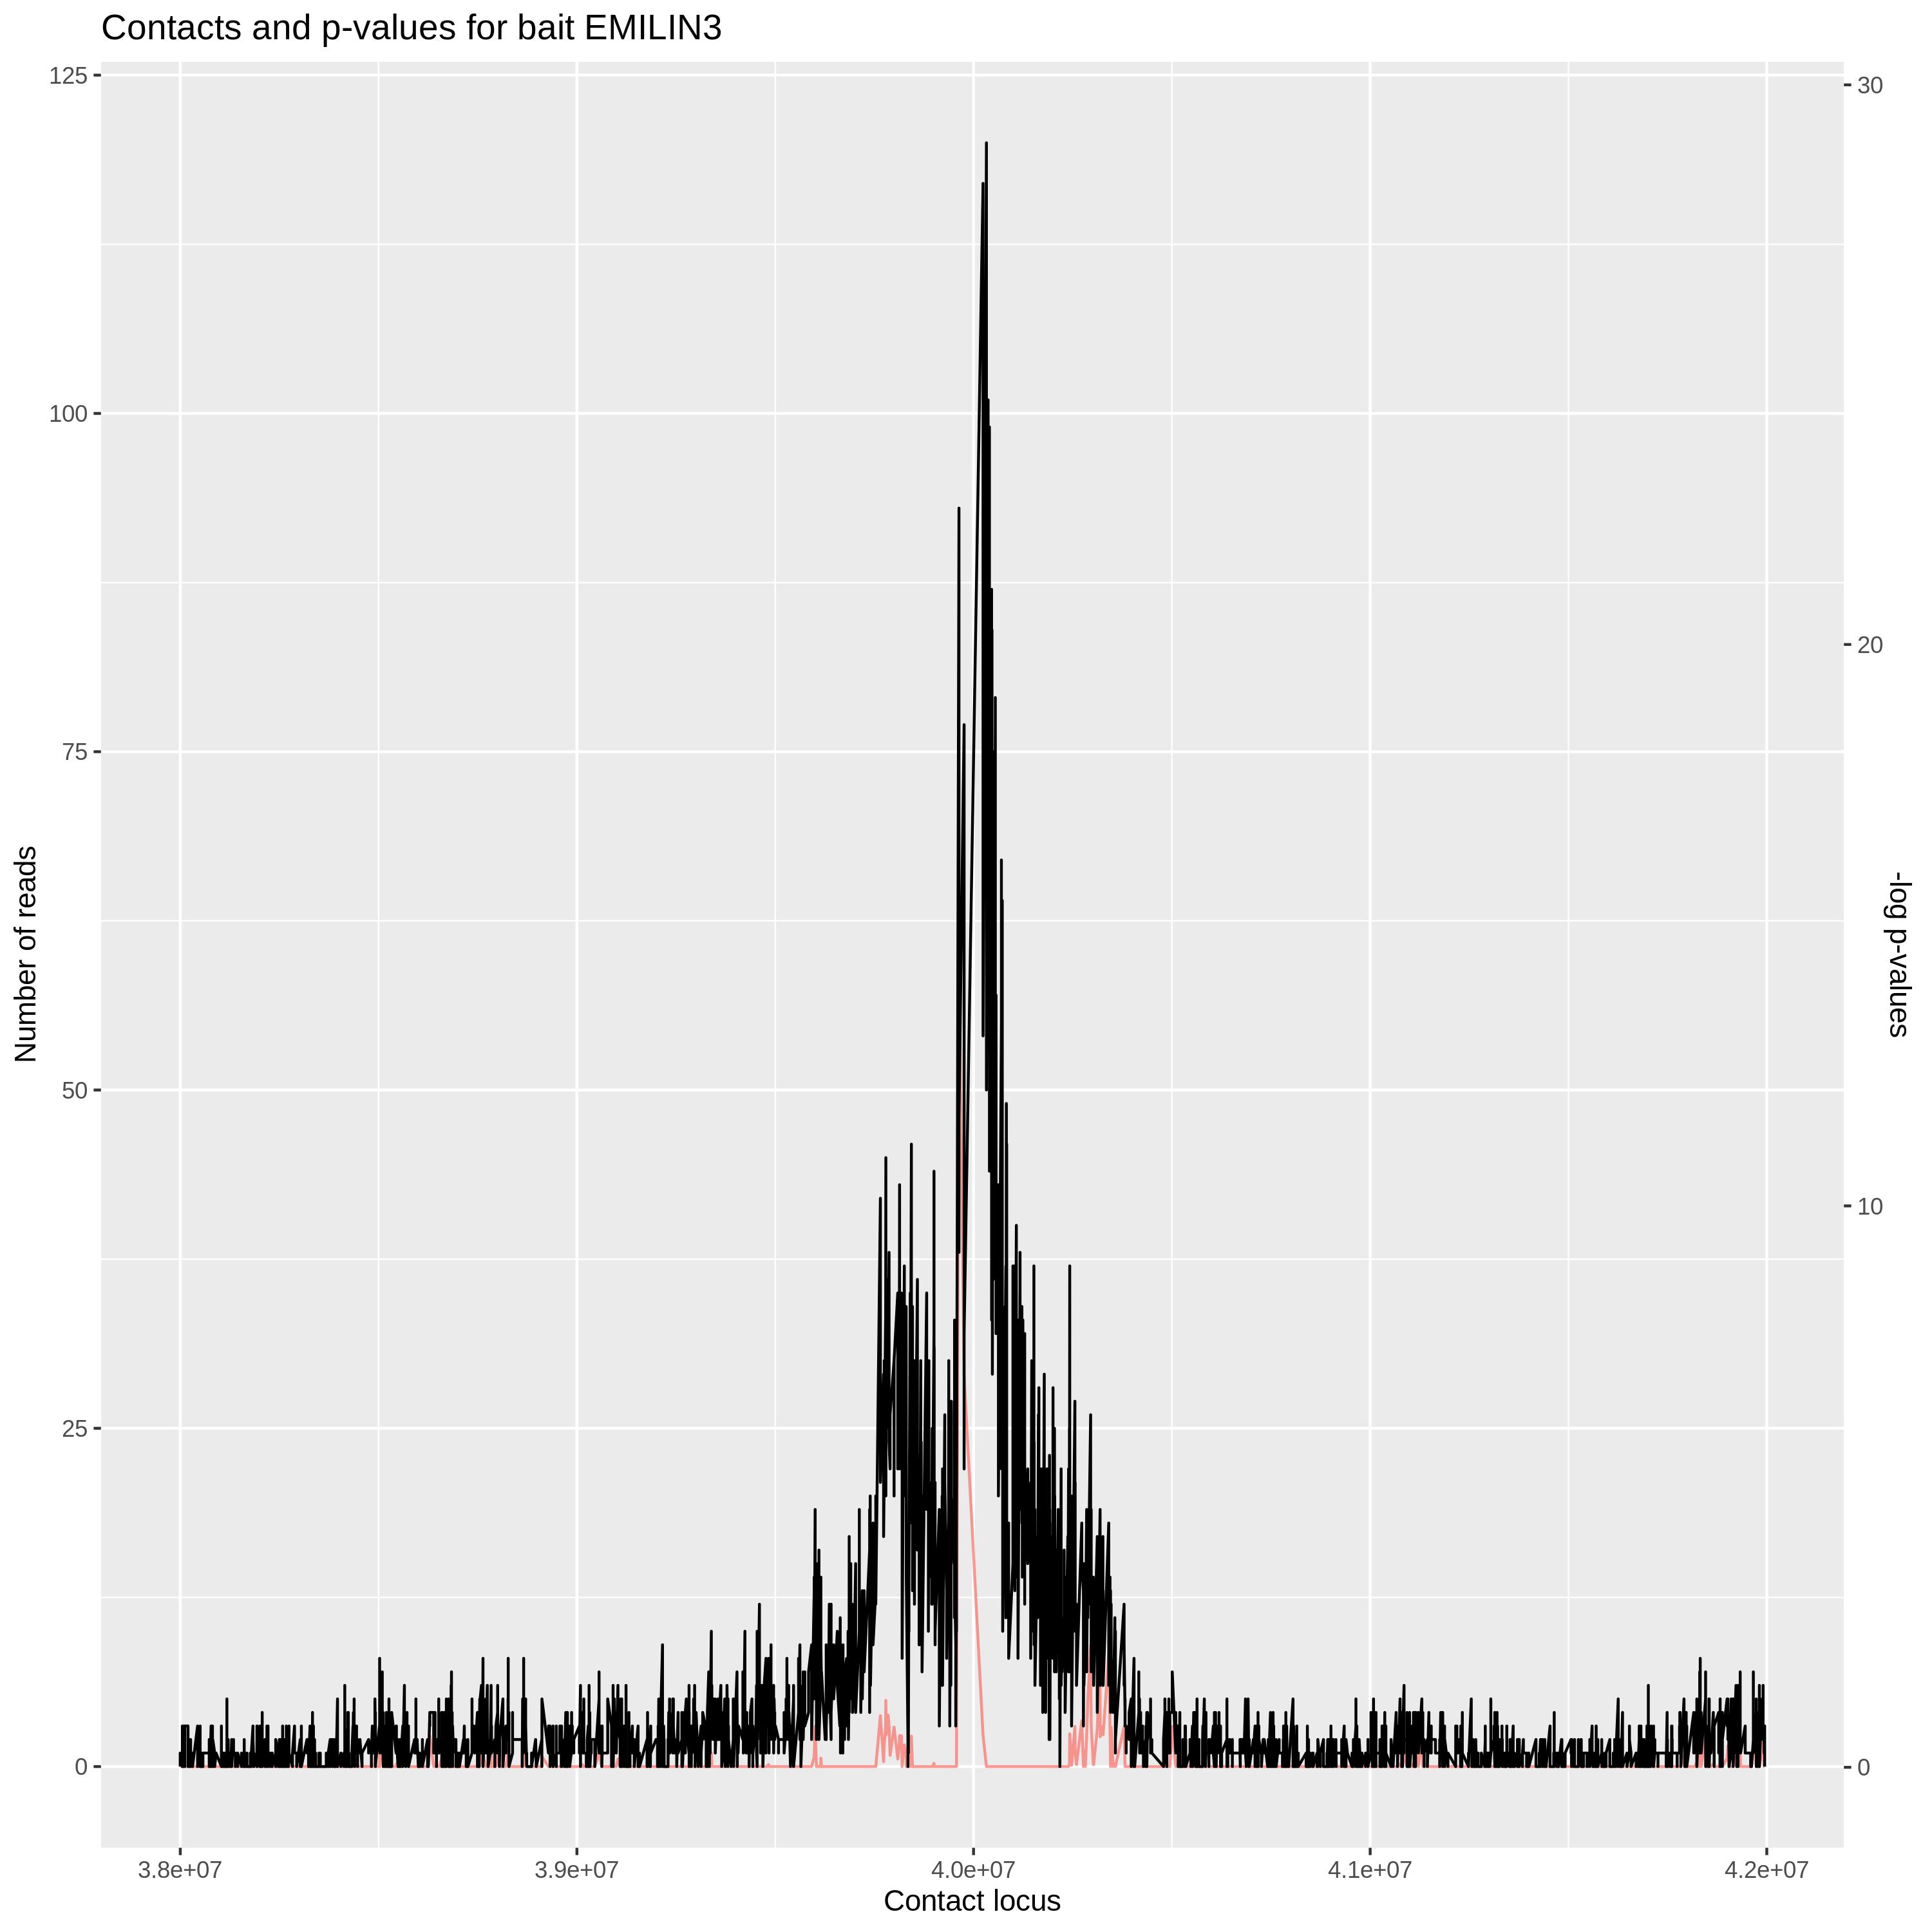 Contacts and p-values for bait EMILIN3
125
100
75
50
25
0
Number of reads
30
20
10
0
-log p-values
3.8e+07
3.9e+07
4.0e+07
4.1e+07
4.2e+07
Contact locus